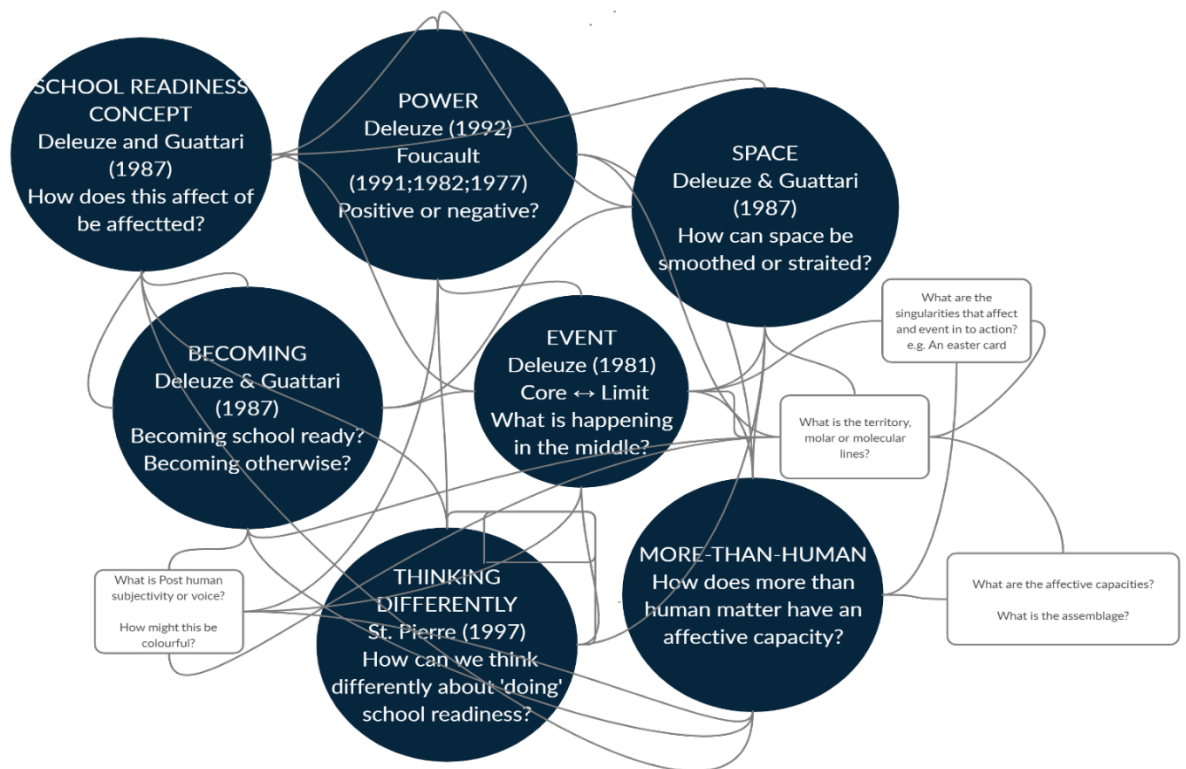 SCHOOL READINESS
CONCEPT
Deleuze and Guattari
(1987)
How does this affect of
be affectted?
POWER
Deleuze (1992)
Foucault
(1991;1982;1977)
Positive or negative?
SPACE
Deleuze & Guattari
(1987)
How can space be
smoothed or straited?
BECOMING
Deleuze & Guattari
(1987)
Becoming school ready?
Becoming otherwise?
EVENT
Deleuze (1981)
Core ↔ Limit
What is happening
in the middle?
What are the
singularities that affect
and event in to action?
e.g. An easter card
What is the territory,
molar or molecular
lines?
What is Post human
subjectivity or voice?
How might this be
colourful?
THINKING
DIFFERENTLY
St. Pierre (1997)
How can we think
differently about 'doing'
school readiness?
MORE-THAN-HUMAN
How does more than
human matter have an
affective capacity?
What are the affective capacities?
What is the assemblage?